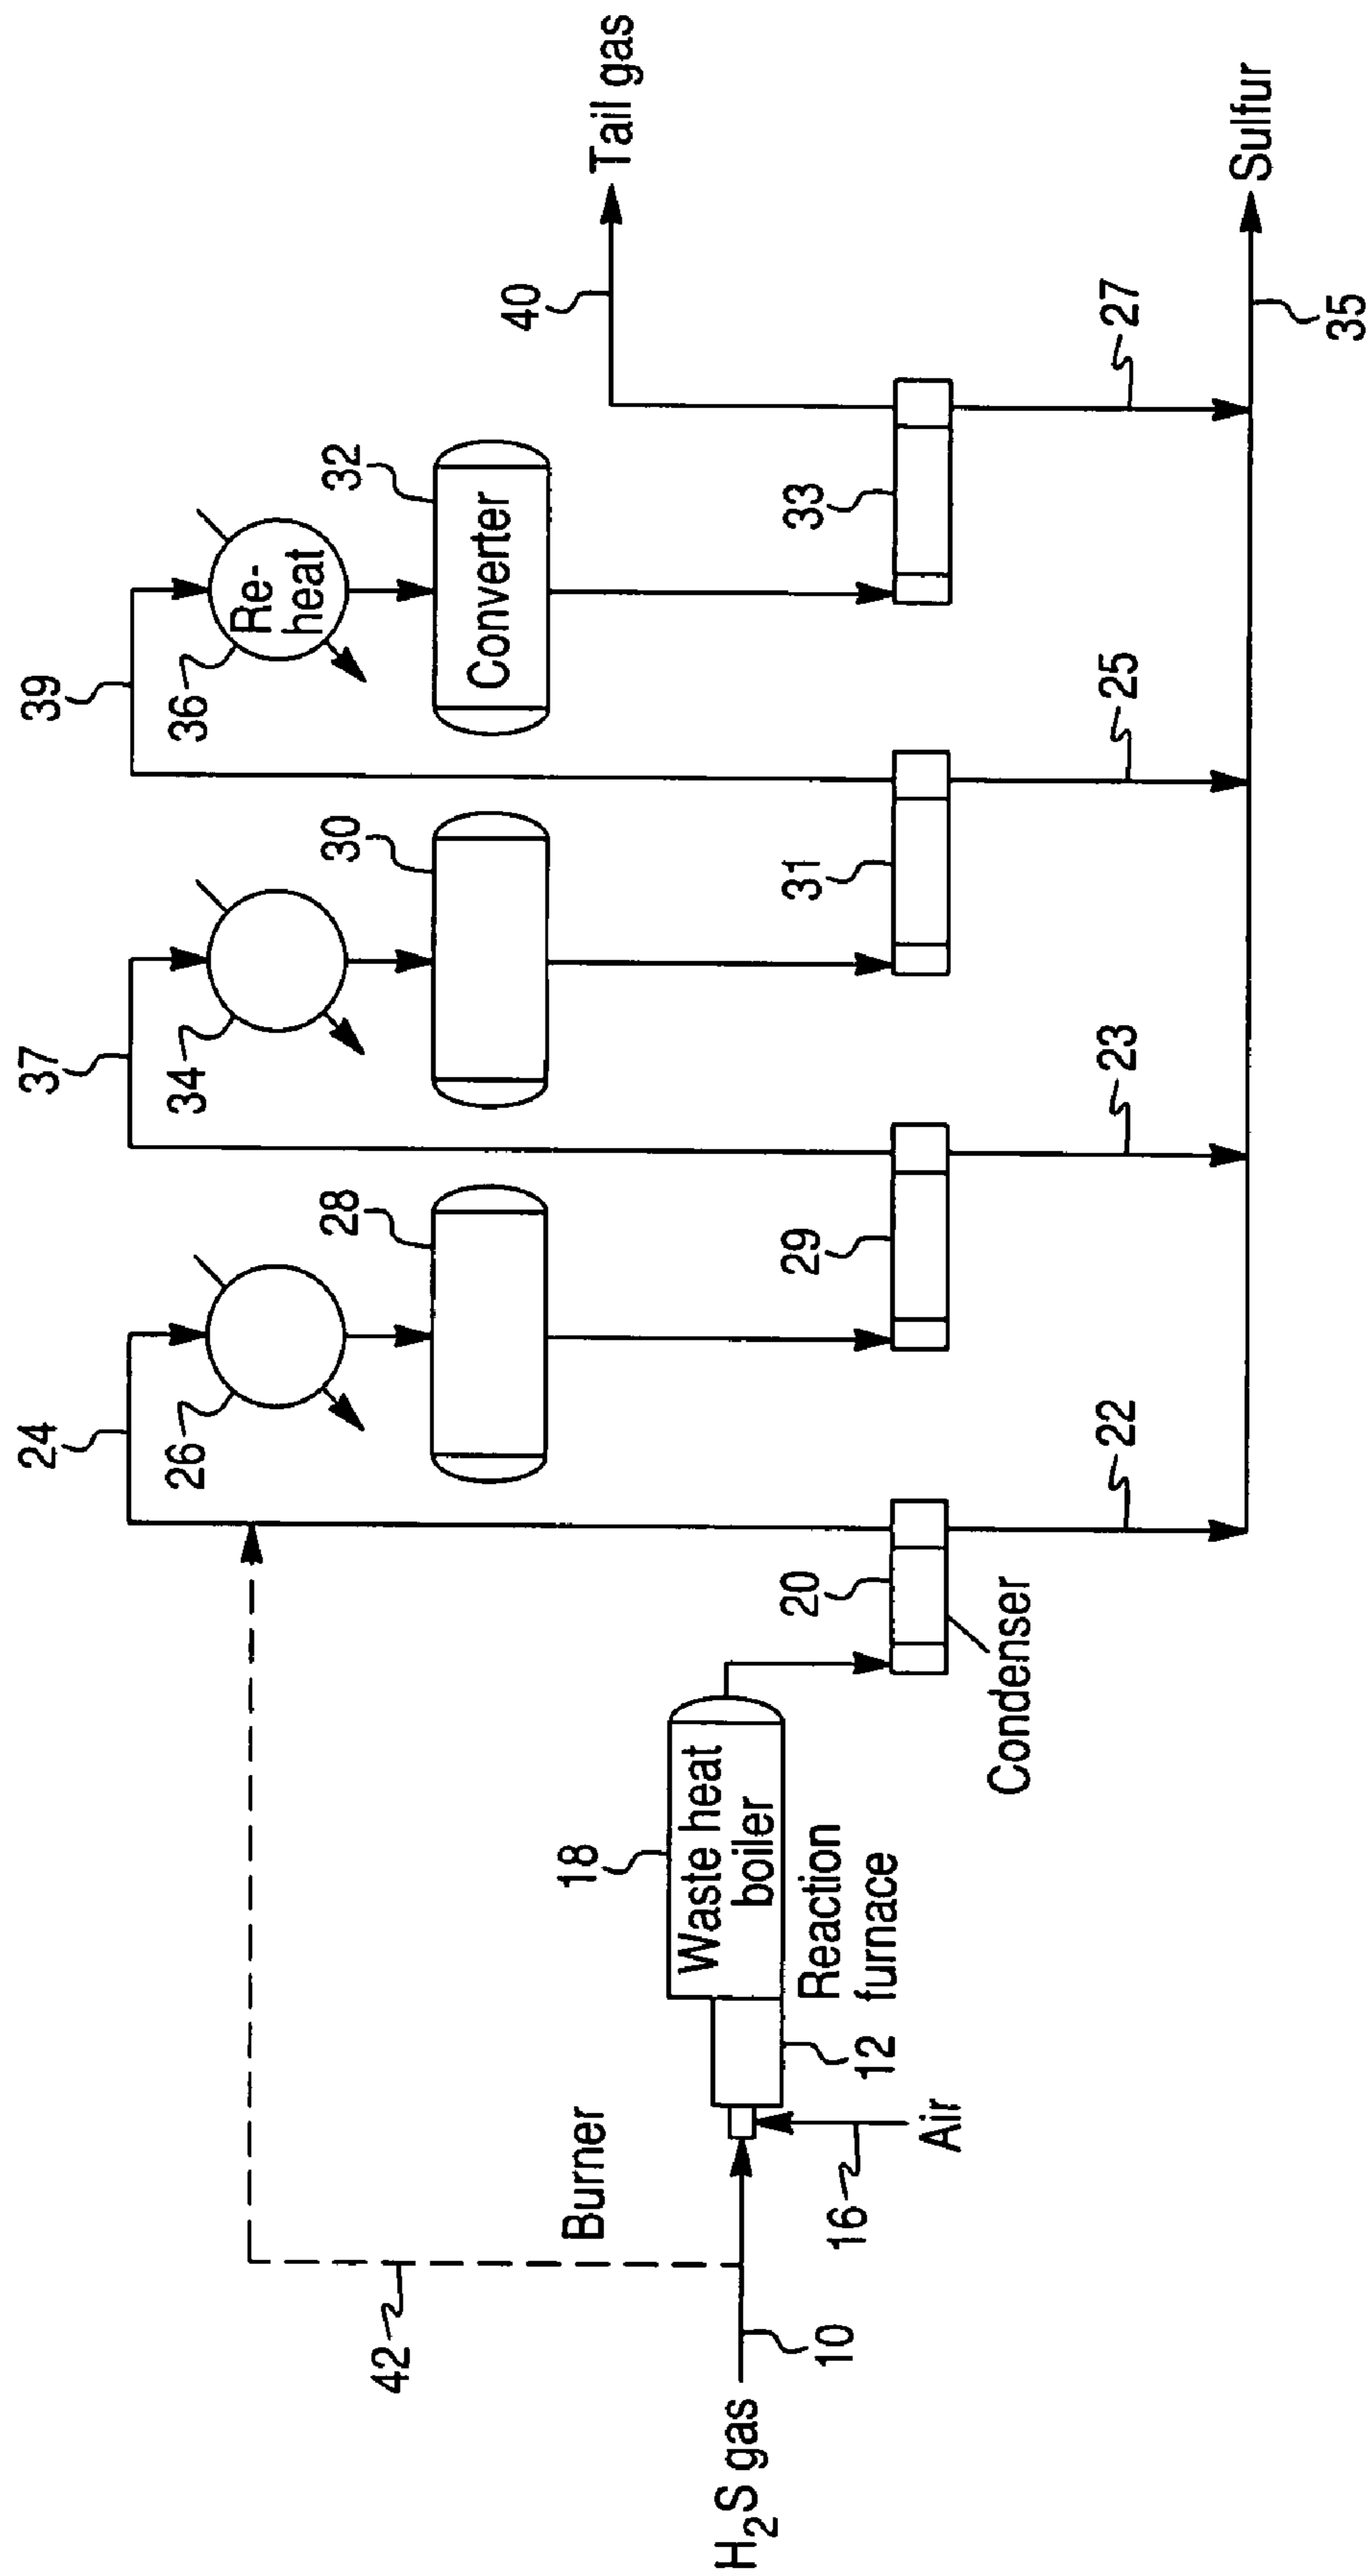 39
37
24
36
Re-
heat
34
26
32
30
28
Converter
40
Tail gas
42
Burner
18
Waste heat
boiler
Reaction
furnace
20
29
31
33
H2S gas
10
16
Air
12
Condenser
22
23
25
27
35
Sulfur